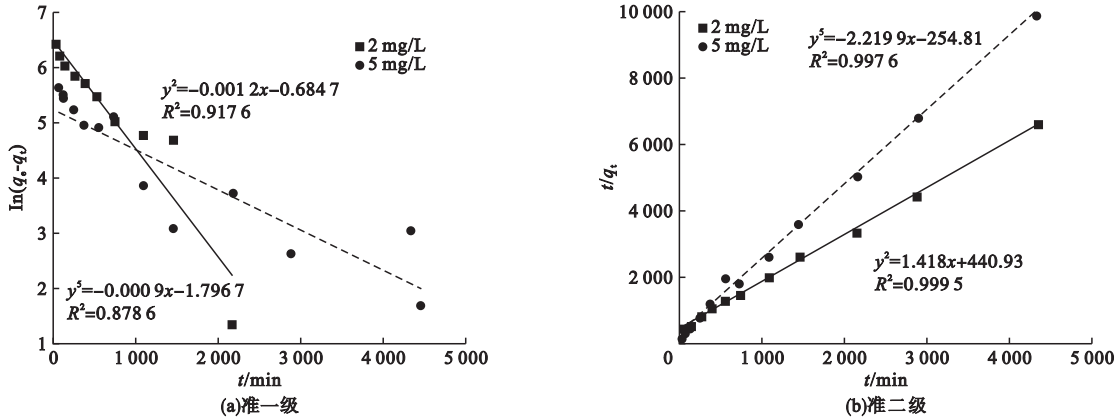 7
6
5
4
3
2
1
ln(qₑ-qₜ)
0
1 000
2 000
3 000
4 000
5 000
t/min
(a)准一级
■ 2 mg/L
● 5 mg/L
y²=-0.001 2x-0.684 7
R²=0.917 6
y⁵=-0.000 9x-1.796 7
R²=0.878 6
10 000
8 000
6 000
4 000
2 000
t/qₜ
0
1 000
2 000
3 000
4 000
5 000
t/min
(b)准二级
■ 2 mg/L
● 5 mg/L
y⁵=-2.219 9x-254.81
R²=0.997 6
y²=1.418x+440.93
R²=0.999 5